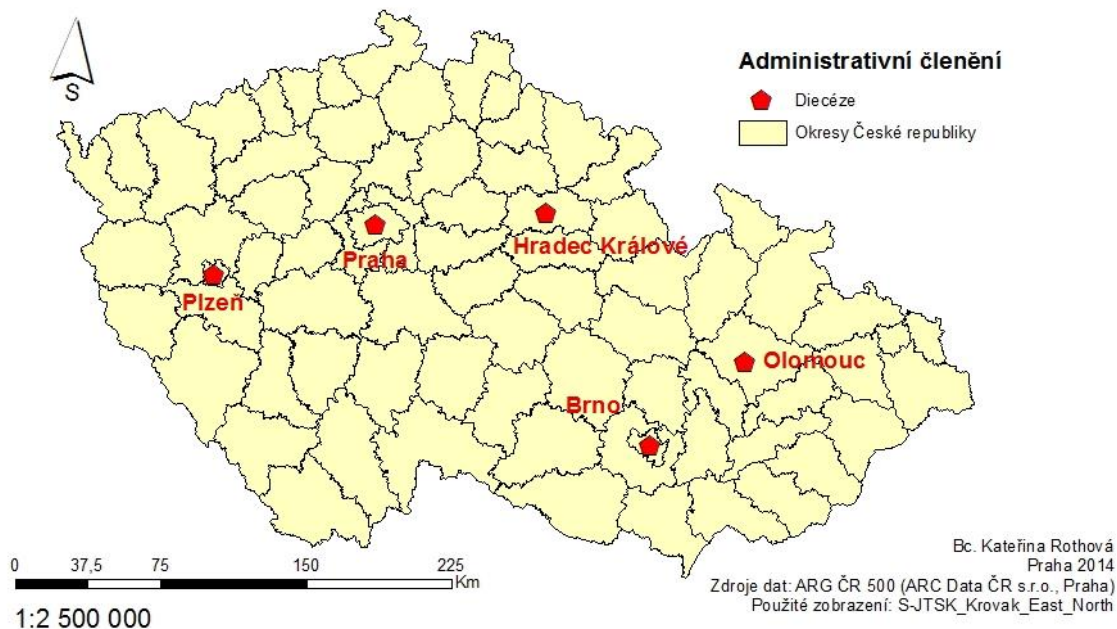 S
Administrativní členění
Diecéze
Okresy České republiky
Hradec Králové
Praha
Plzeň
Olomouc
Brno
0 37,5 75 150 225
Km
1:2 500 000
Bc. Kateřina Rothová
Praha 2014
Zdroje dat: ARG ČR 500 (ARC Data ČR s.r.o., Praha)
Použité zobrazení: S-JTSK_Krovak_East_North